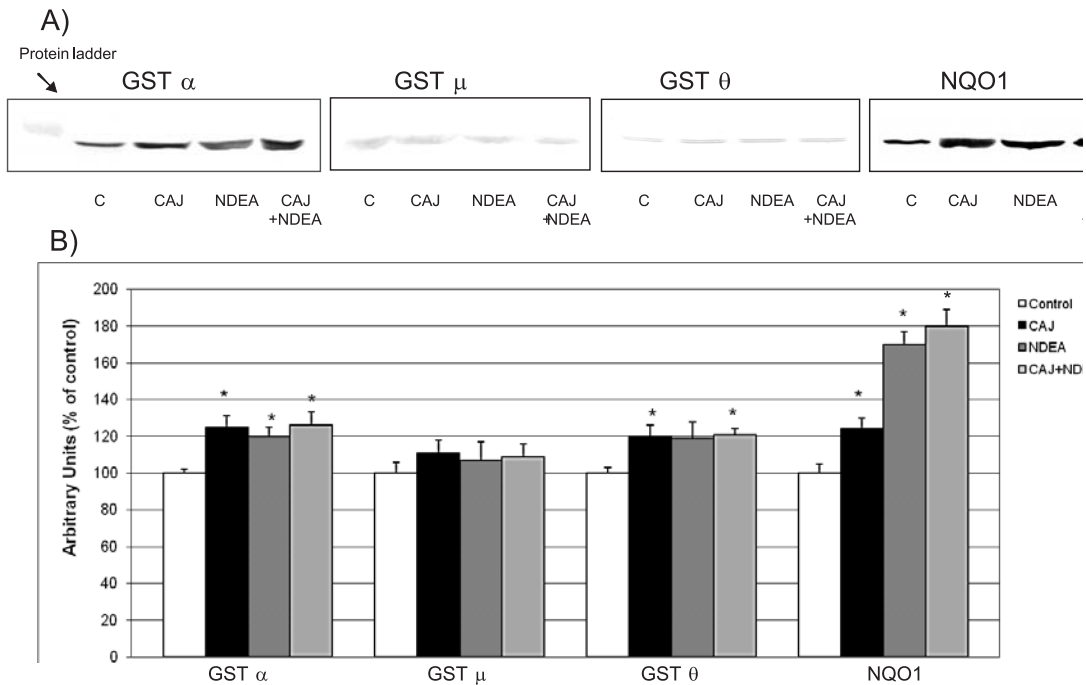 A)
Protein ladder
GST α
GST μ
GST θ
NQO1
C CAJ NDEA CAJ +NDEA
C CAJ NDEA CAJ +NDEA
C CAJ NDEA CAJ +NDEA
C CAJ NDEA
B)
Arbitrary Units (% of control)
200
180
160
140
120
100
80
60
40
20
0
* * *
* *
* * *
Control
CAJ
NDEA
CAJ+ND
GST α
GST μ
GST θ
NQO1